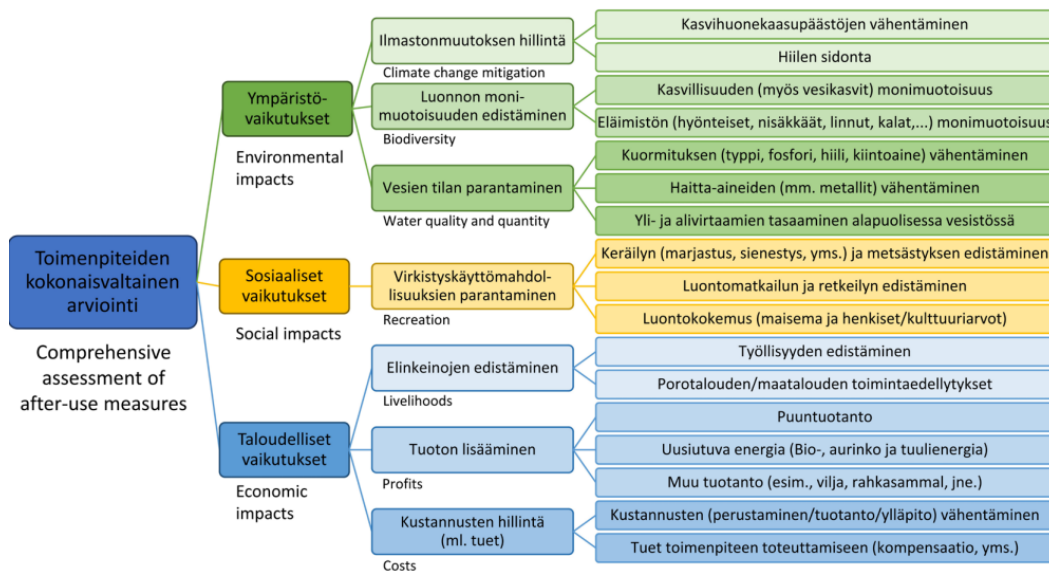 Toimenpiteiden
kokonaisvaltainen
arviointi
Comprehensive
assessment of
after-use measures
Ympäristö-
vaikutukset
Environmental
impacts
Ilmastonmuutoksen hillintä
Climate change mitigation
Kasvihuonekaasupäästöjen vähentäminen
Hiilen sidonta
Luonnon moni-
muotoisuuden edistäminen
Biodiversity
Kasvillisuuden (myös vesikasvit) monimuotoisuus
Eläimistön (hyönteiset, nisäkkäät, linnut, kalat,...) monimuotoisuus
Vesien tilan parantaminen
Water quality and quantity
Kuormituksen (typpi, fosfori, hiili, kiintoaine) vähentäminen
Haitta-aineiden (mm. metallit) vähentäminen
Yli- ja alivirtaamien tasaaminen alapuolisessa vesistössä
Sosiaaliset
vaikutukset
Social impacts
Virkistyskäyttömahdol-
lisuuksien parantaminen
Recreation
Keräilyn (marjastus, sienestys, yms.) ja metsästyksen edistäminen
Luontomatkailun ja retkeilyn edistäminen
Luontokokemus (maisema ja henkiset/kulttuuriarvot)
Taloudelliset
vaikutukset
Economic
impacts
Elinkeinojen edistäminen
Livelihoods
Työllisyyden edistäminen
Porotalouden/maatalouden toimintaedellytykset
Tuoton lisääminen
Profits
Puuntuotanto
Uusiutuva energia (Bio-, aurinko ja tuulienergia)
Muu tuotanto (esim., vilja, rahkasammal, jne.)
Kustannusten hillintä
(ml. tuet)
Costs
Kustannusten (perustaminen/tuotanto/ylläpito) vähentäminen
Tuet toimenpiteen toteuttamiseen (kompensaatio, yms.)